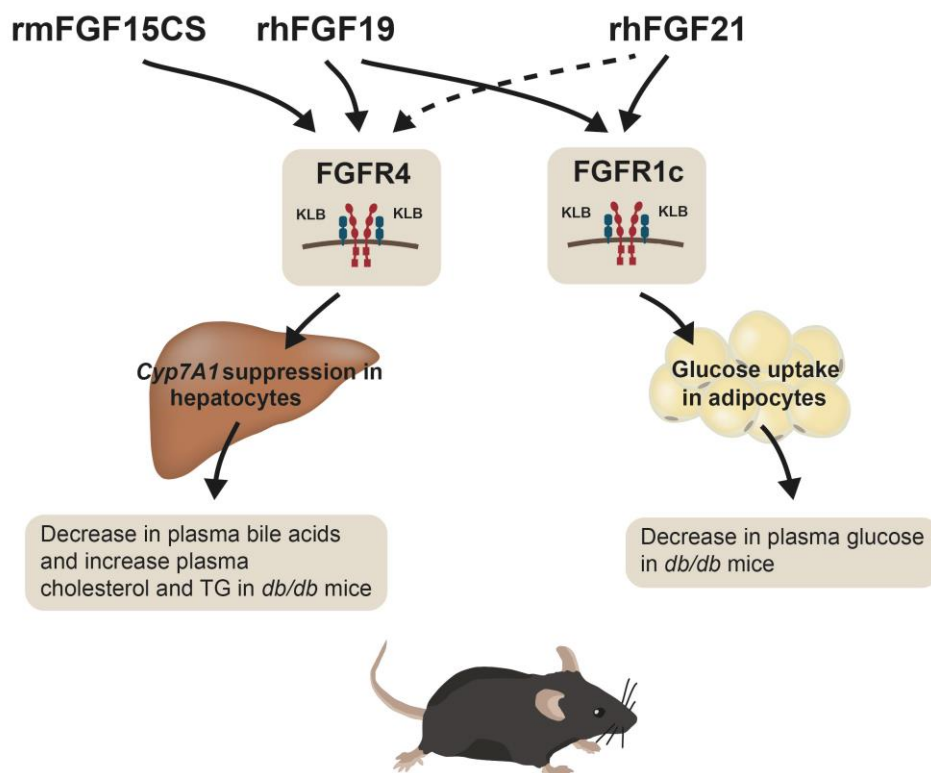 rmFGF15CS rhFGF19 rhFGF21
FGFR4
KLB KLB
FGFR1c
KLB KLB
Cyp7A1 suppression in
hepatocytes
Glucose uptake
in adipocytes
Decrease in plasma bile acids
and increase plasma
cholesterol and TG in db/db mice
Decrease in plasma glucose
in db/db mice